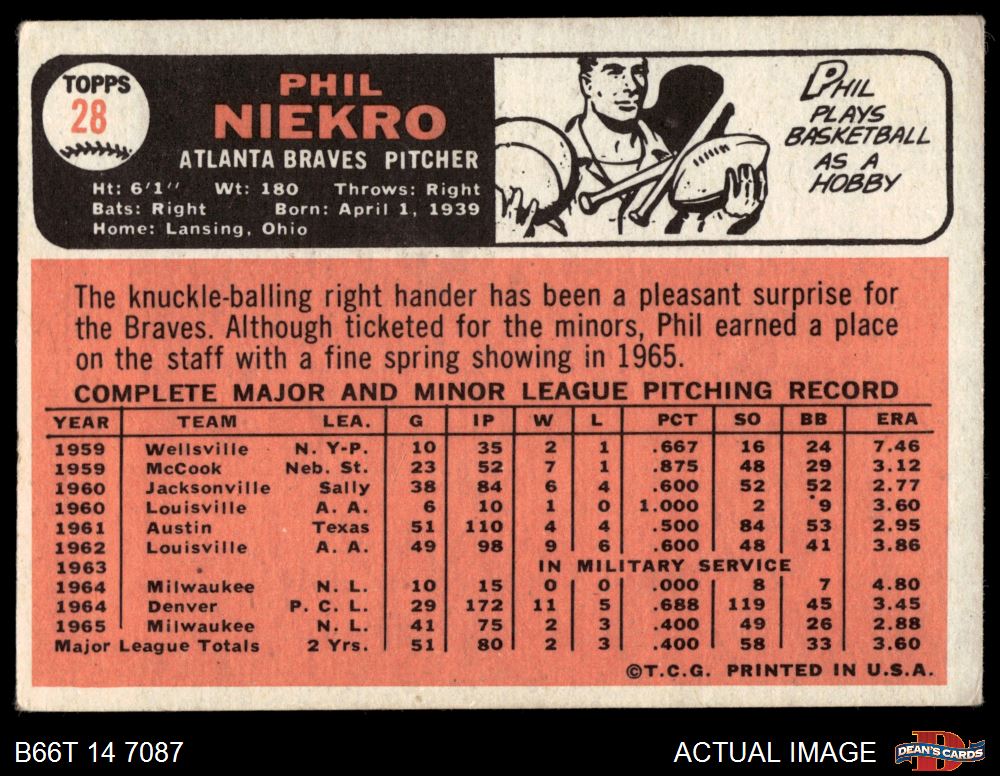 TOPPS
28
PHIL
NIEKRO
ATLANTA BRAVES PITCHER
Ht: 6'1" Wt: 180 Throws: Right
Bats: Right Born: April 1, 1939
Home: Lansing, Ohio
PHIL
PLAYS
BASKETBALL
AS A
HOBBY
The knuckle-balling right hander has been a pleasant surprise for
the Braves. Although ticketed for the minors, Phil earned a place
on the staff with a fine spring showing in 1965.
COMPLETE MAJOR AND MINOR LEAGUE PITCHING RECORD
YEAR TEAM LEA. G IP W L PCT SO BB ERA
1959 Wellsville N. Y-P. 10 35 2 1 .667 16 24 7.46
1959 McCook Neb. St. 23 52 7 1 .875 48 29 3.12
1960 Jacksonville Sally 38 84 6 4 .600 52 52 2.77
1960 Louisville A. A. 6 10 1 0 1.000 2 9 3.60
1961 Austin Texas 51 110 4 4 .500 84 53 2.95
1962 Louisville A. A. 49 98 9 6 .600 48 41 3.86
1963 IN MILITARY SERVICE
1964 Milwaukee N. L. 10 15 0 0 .000 8 7 4.80
1964 Denver P. C. L. 29 172 11 5 .688 119 45 3.45
1965 Milwaukee N. L. 41 75 2 3 .400 49 26 2.88
Major League Totals 2 Yrs. 51 80 2 3 .400 58 33 3.60
©T.C.G. PRINTED IN U.S.A.
B66T 14 7087 ACTUAL IMAGE DEAN'S CARDS